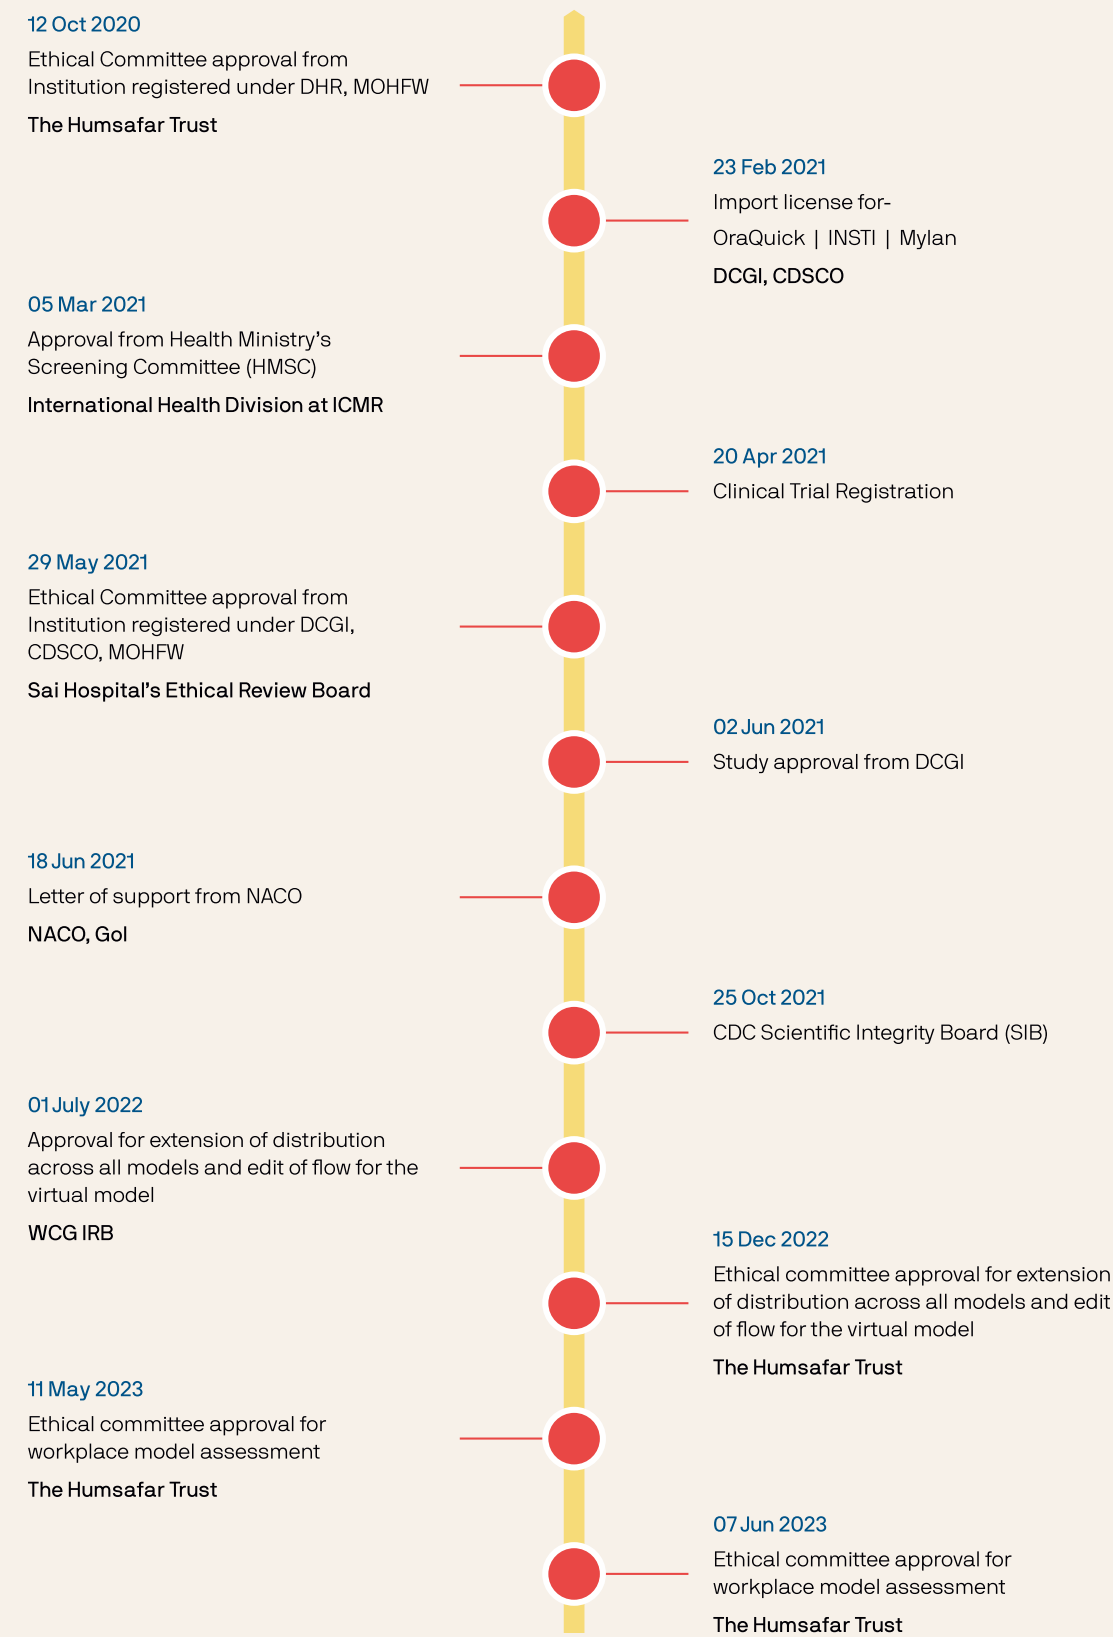 12 Oct 2020
Ethical Committee approval from
Institution registered under DHR, MOHFW
The Humsafar Trust
23 Feb 2021
Import license for-
OraQuick | INSTI | Mylan
DCGI, CDSCO
05 Mar 2021
Approval from Health Ministry's
Screening Committee (HMSC)
International Health Division at ICMR
20 Apr 2021
Clinical Trial Registration
29 May 2021
Ethical Committee approval from
Institution registered under DCGI,
CDSCO, MOHFW
Sai Hospital's Ethical Review Board
02 Jun 2021
Study approval from DCGI
18 Jun 2021
Letter of support from NACO
NACO, GoI
25 Oct 2021
CDC Scientific Integrity Board (SIB)
01 July 2022
Approval for extension of distribution
across all models and edit of flow for the
virtual model
WCG IRB
15 Dec 2022
Ethical committee approval for extension
of distribution across all models and edit
of flow for the virtual model
The Humsafar Trust
11 May 2023
Ethical committee approval for
workplace model assessment
The Humsafar Trust
07 Jun 2023
Ethical committee approval for
workplace model assessment
The Humsafar Trust